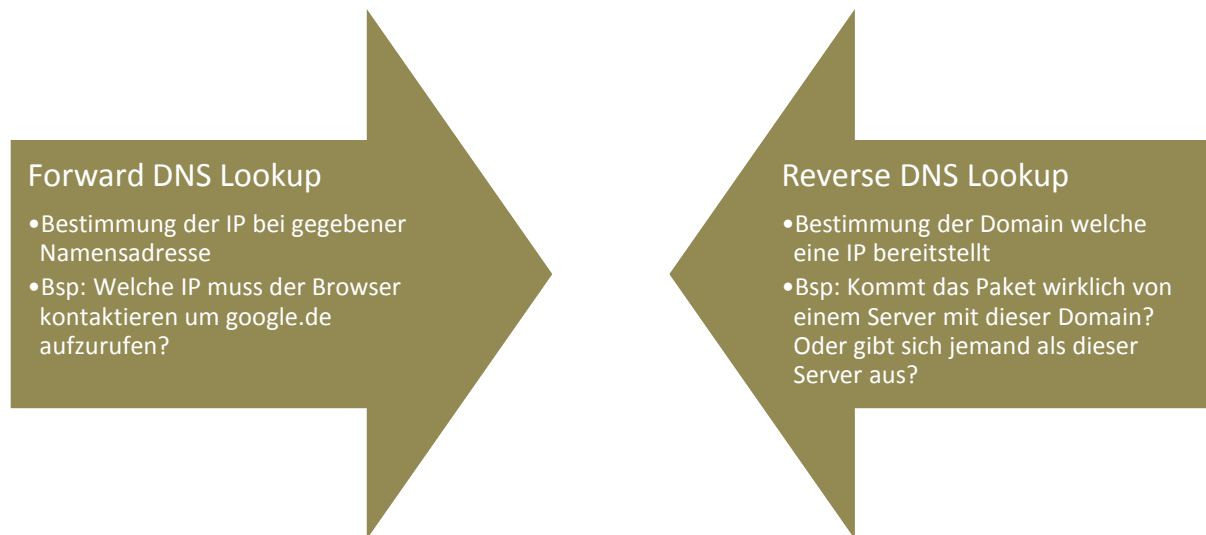 Forward DNS Lookup
•Bestimmung der IP bei gegebener
Namensadresse
•Bsp: Welche IP muss der Browser
kontaktieren um google.de
aufzurufen?
Reverse DNS Lookup
•Bestimmung der Domain welche
eine IP bereitstellt
•Bsp: Kommt das Paket wirklich von
einem Server mit dieser Domain?
Oder gibt sich jemand als dieser
Server aus?